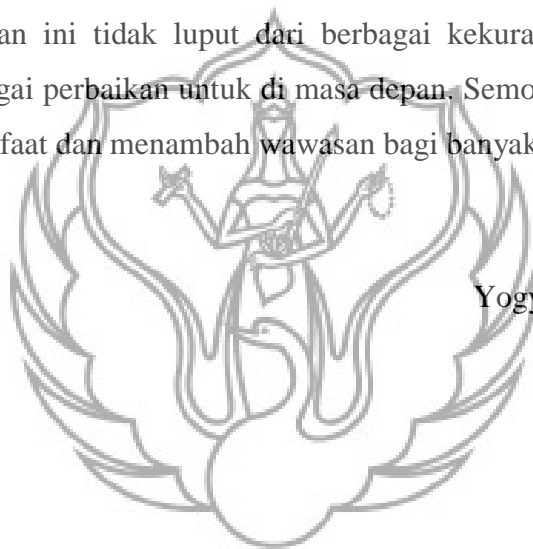 an ini tidak luput dari berbagai kekura
gai perbaikan untuk di masa depan. Semo
faat dan menambah wawasan bagi banyak
Yogy